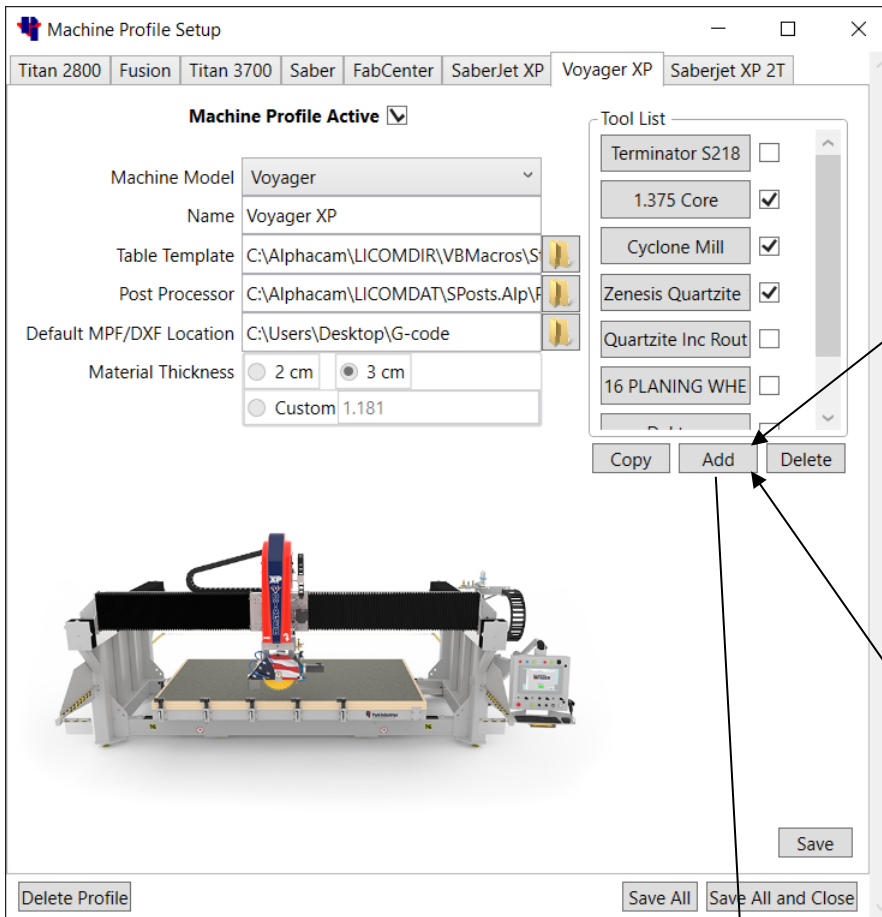 Machine Profile Setup
Titan 2800 Fusion Titan 3700 Saber FabCenter SaberJet XP Voyager XP Saberjet XP 2T
Machine Profile Active
Tool List
Terminator S218
Machine Model Voyager
1.375 Core
Name Voyager XP
Cyclone Mill
Table Template C:\Alphacam\LICOMDIR\VBMacros\S
Post Processor C:\Alphacam\LICOMDAT\SPosts.Alp\F
Zenesis Quartzite
Default MPF/DXF Location C:\Users\Desktop\G-code
Quartzite Inc Rout
Material Thickness 2 cm 3 cm
16 PLANING WHE
Custom 1.181
Copy Add Delete
XP
Save
Delete Profile Save All Save All and Close